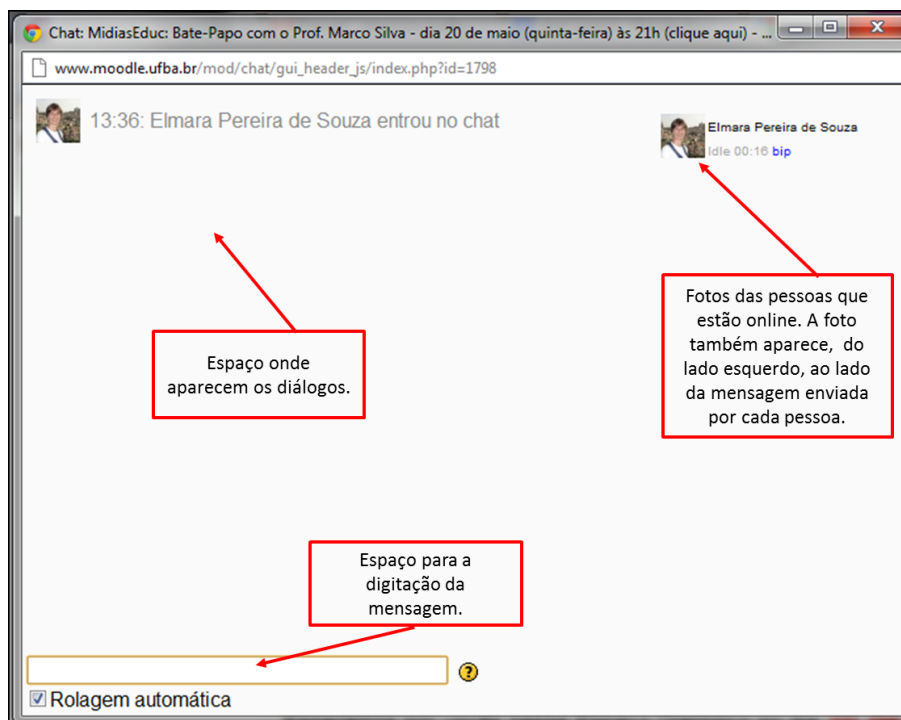 Chat: MidiasEduc: Bate-Papo com o Prof. Marco Silva - dia 20 de maio (quinta-feira) às 21h (clique aqui) - ...
www.moodle.ufba.br/mod/chat/gui_header_js/index.php?id=1798
13:36: Elmara Pereira de Souza entrou no chat
Elmara Pereira de Souza
Idle 00:16 bip
Fotos das pessoas que
estão online. A foto
também aparece, do
lado esquerdo, ao lado
da mensagem enviada
por cada pessoa.
Espaço onde
aparecem os diálogos.
Espaço para a
digitação da
mensagem.
?
Rolagem automática